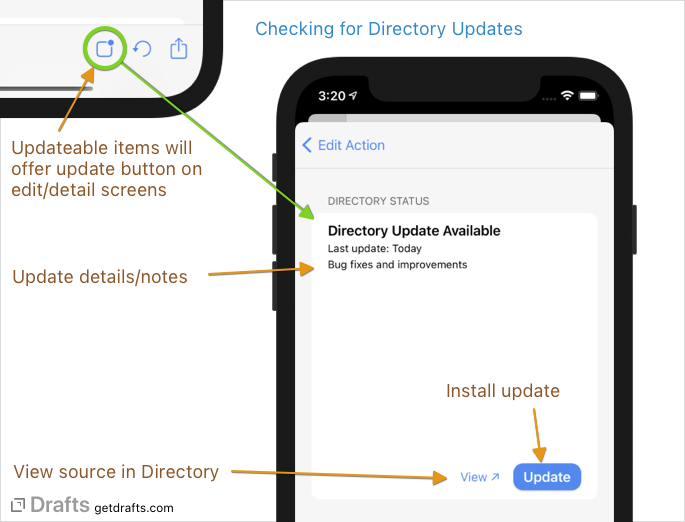 Checking for Directory Updates
3:20
Updateable items will
offer update button on
edit/detail screens
Edit Action
DIRECTORY STATUS
Directory Update Available
Last update: Today
Bug fixes and improvements
Update details/notes
Install update
View source in Directory
View ↗
Update
Drafts getdrafts.com